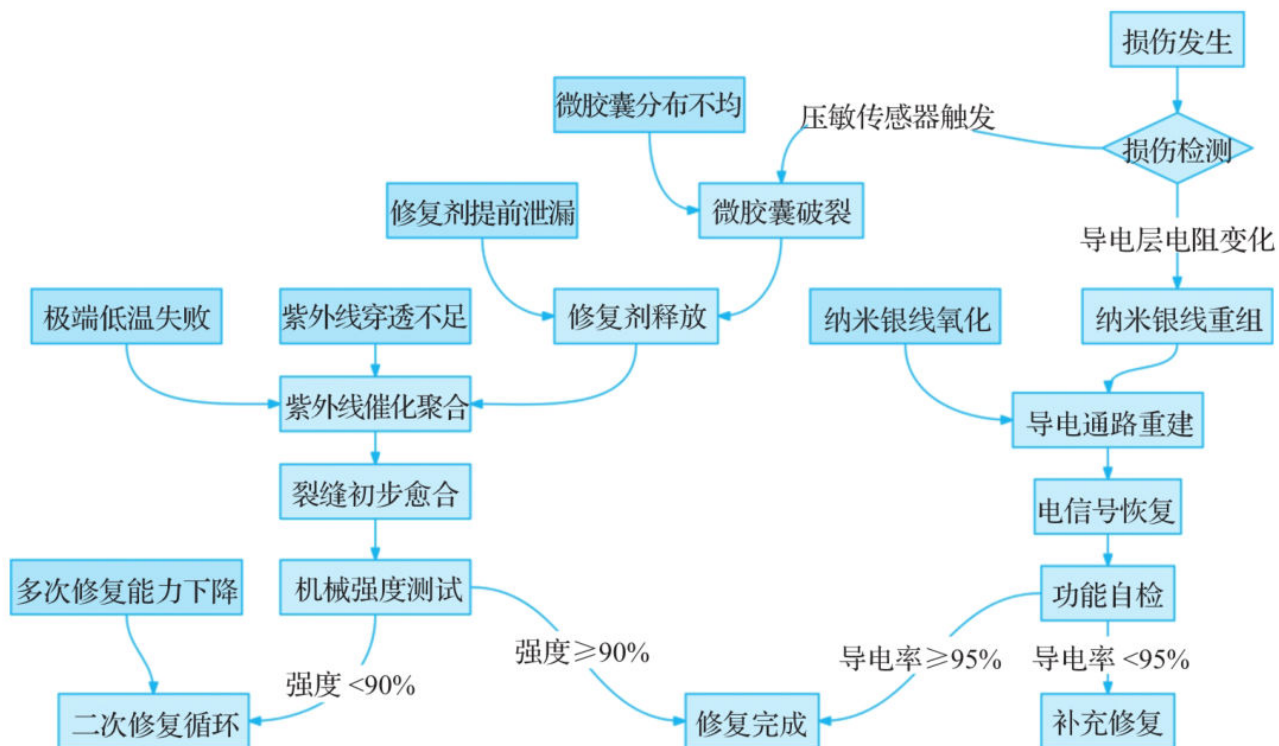 损伤发生
微胶囊分布不均
压敏传感器触发
损伤检测
修复剂提前泄漏
微胶囊破裂
导电层电阻变化
极端低温失败
紫外线穿透不足
修复剂释放
纳米银线氧化
纳米银线重组
紫外线催化聚合
导电通路重建
裂缝初步愈合
电信号恢复
多次修复能力下降
机械强度测试
功能自检
强度≥90%
导电率≥95%
导电率 <95%
强度 <90%
二次修复循环
修复完成
补充修复